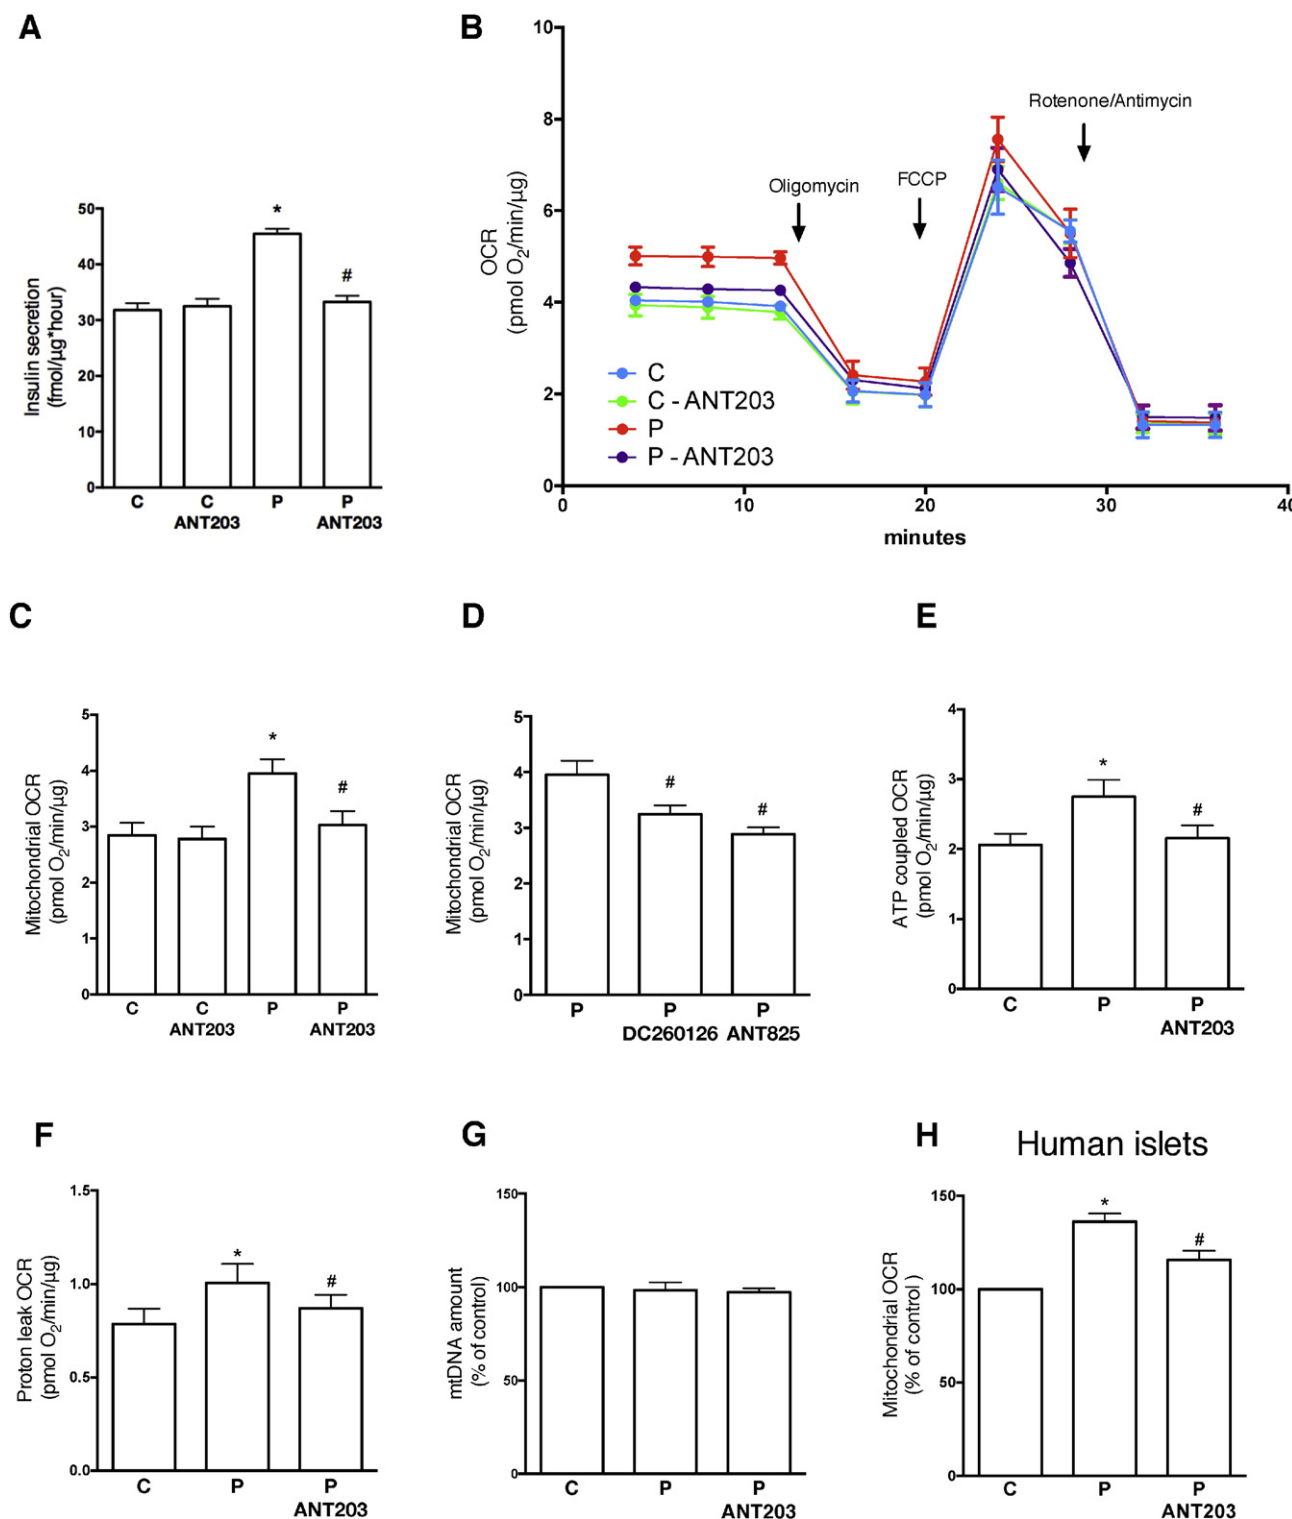 A
Insulin secretion
(fmol/µg*hour)
50
40
30
20
10
0
*
#
C
C
ANT203
P
P
ANT203
B
OCR
(pmol O2/min/µg)
10
8
6
4
2
0
Oligomycin
FCCP
Rotenone/Antimycin
C
C - ANT203
P
P - ANT203
0
10
20
30
40
minutes
C
Mitochondrial OCR
(pmol O2/min/µg)
5
4
3
2
1
0
*
#
C
C
ANT203
P
P
ANT203
D
Mitochondrial OCR
(pmol O2/min/µg)
5
4
3
2
1
0
#
#
P
P
DC260126
P
ANT825
E
ATP coupled OCR
(pmol O2/min/µg)
4
3
2
1
0
*
#
C
P
P
ANT203
F
Proton leak OCR
(pmol O2/min/µg)
1.5
1.0
0.5
0.0
*
#
C
P
P
ANT203
G
mtDNA amount
(% of control)
150
100
50
0
C
P
P
ANT203
H
Human islets
Mitochondrial OCR
(% of control )
150
100
50
0
*
#
C
P
P
ANT203